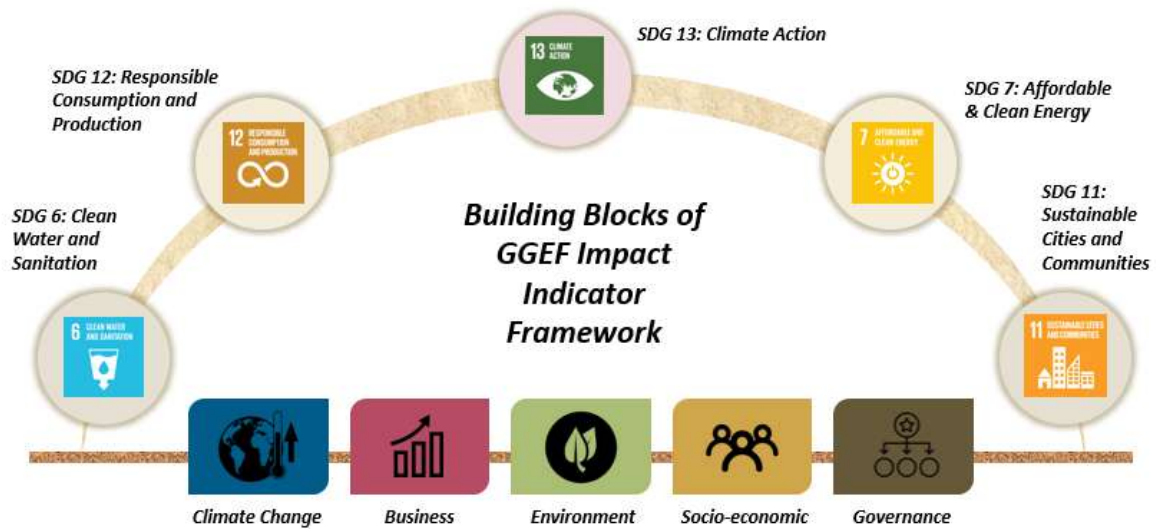 SDG 13: Climate Action
13 CLIMATE
ACTION
SDG 12: Responsible
Consumption and
Production
12 RESPONSIBLE
CONSUMPTION
AND PRODUCTION
SDG 7: Affordable
& Clean Energy
7 AFFORDABLE AND
CLEAN ENERGY
SDG 6: Clean
Water and
Sanitation
6 CLEAN WATER
AND SANITATION
SDG 11:
Sustainable
Cities and
Communities
11 SUSTAINABLE CITIES
AND COMMUNITIES
Building Blocks of
GGEF Impact
Indicator
Framework
Climate Change
Business
Environment
Socio-economic
Governance